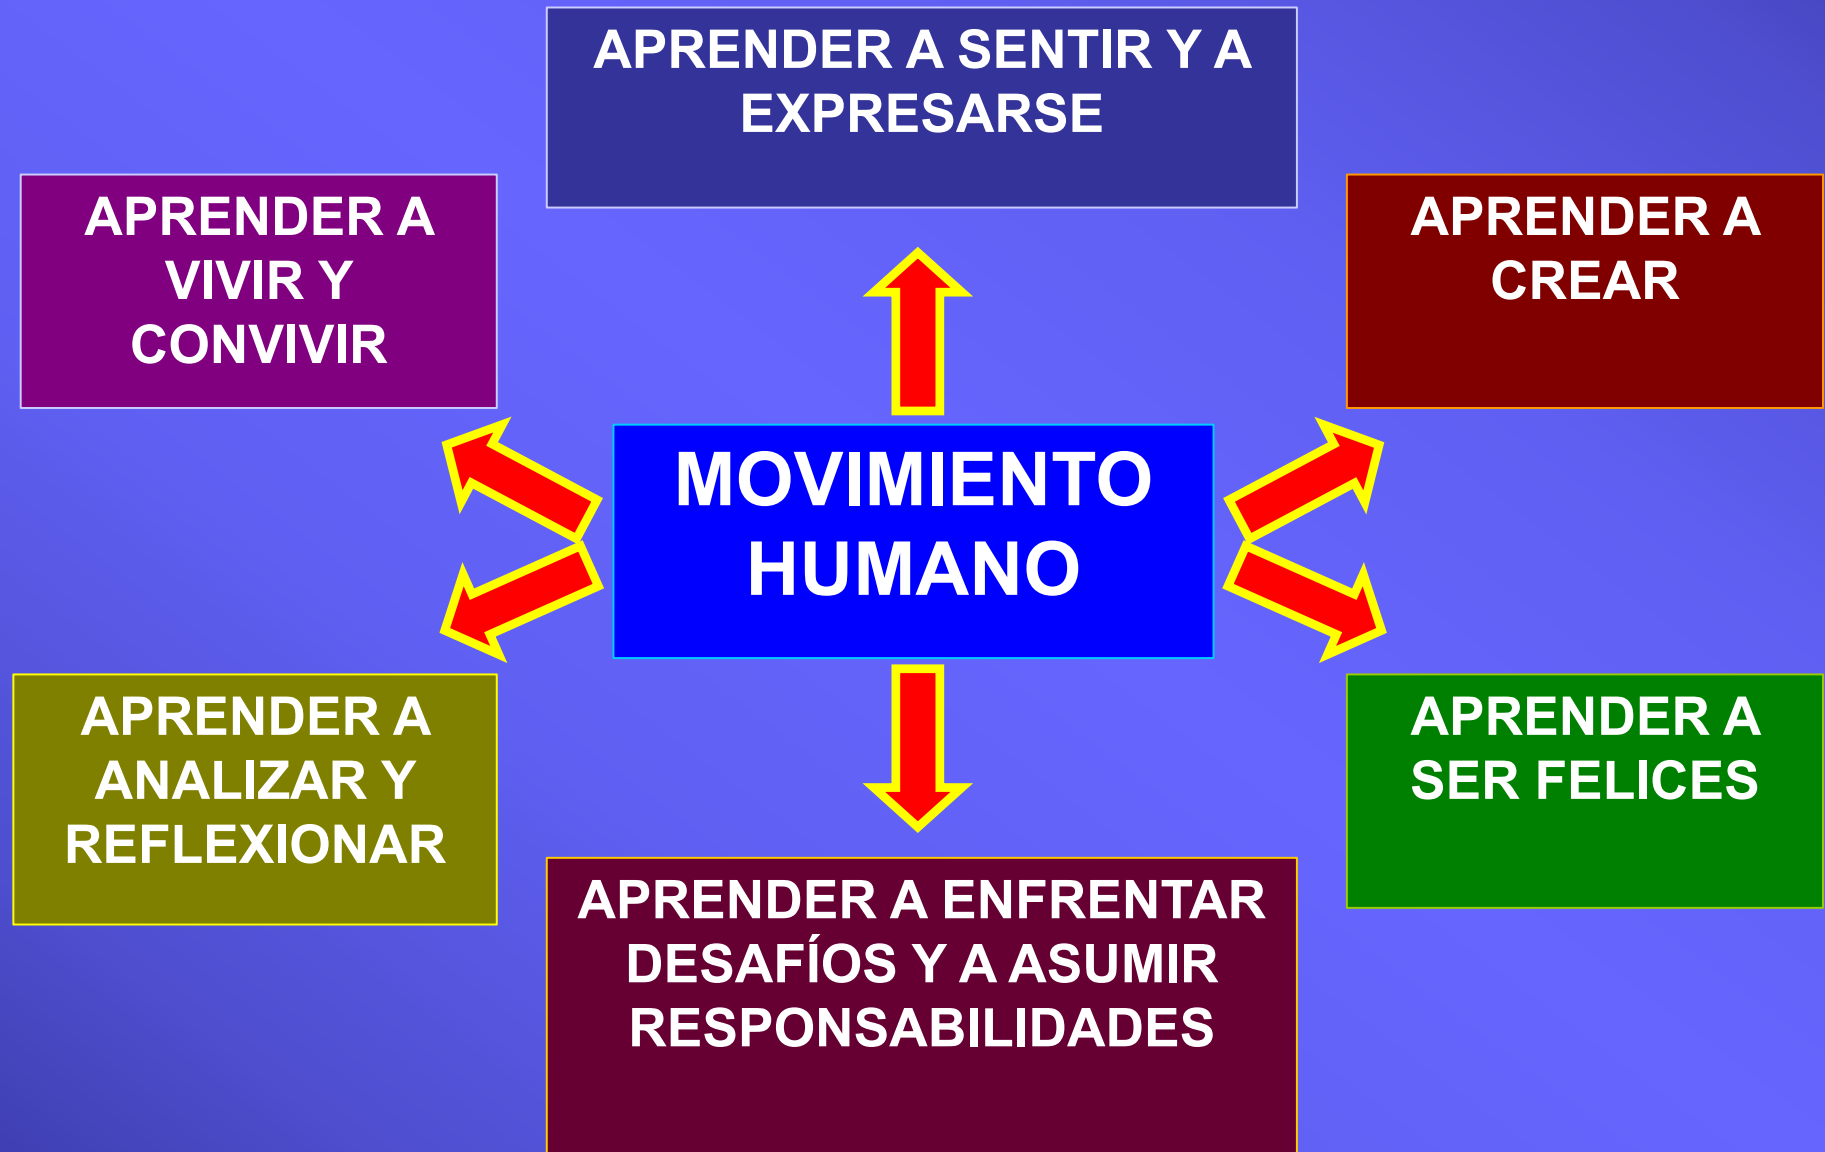 APRENDER A SENTIR Y A
EXPRESARSE
APRENDER A
VIVIR Y
CONVIVIR
APRENDER A
CREAR
MOVIMIENTO
HUMANO
APRENDER A
ANALIZAR Y
REFLEXIONAR
APRENDER A
SER FELICES
APRENDER A ENFRENTAR
DESAFÍOS Y A ASUMIR
RESPONSABILIDADES